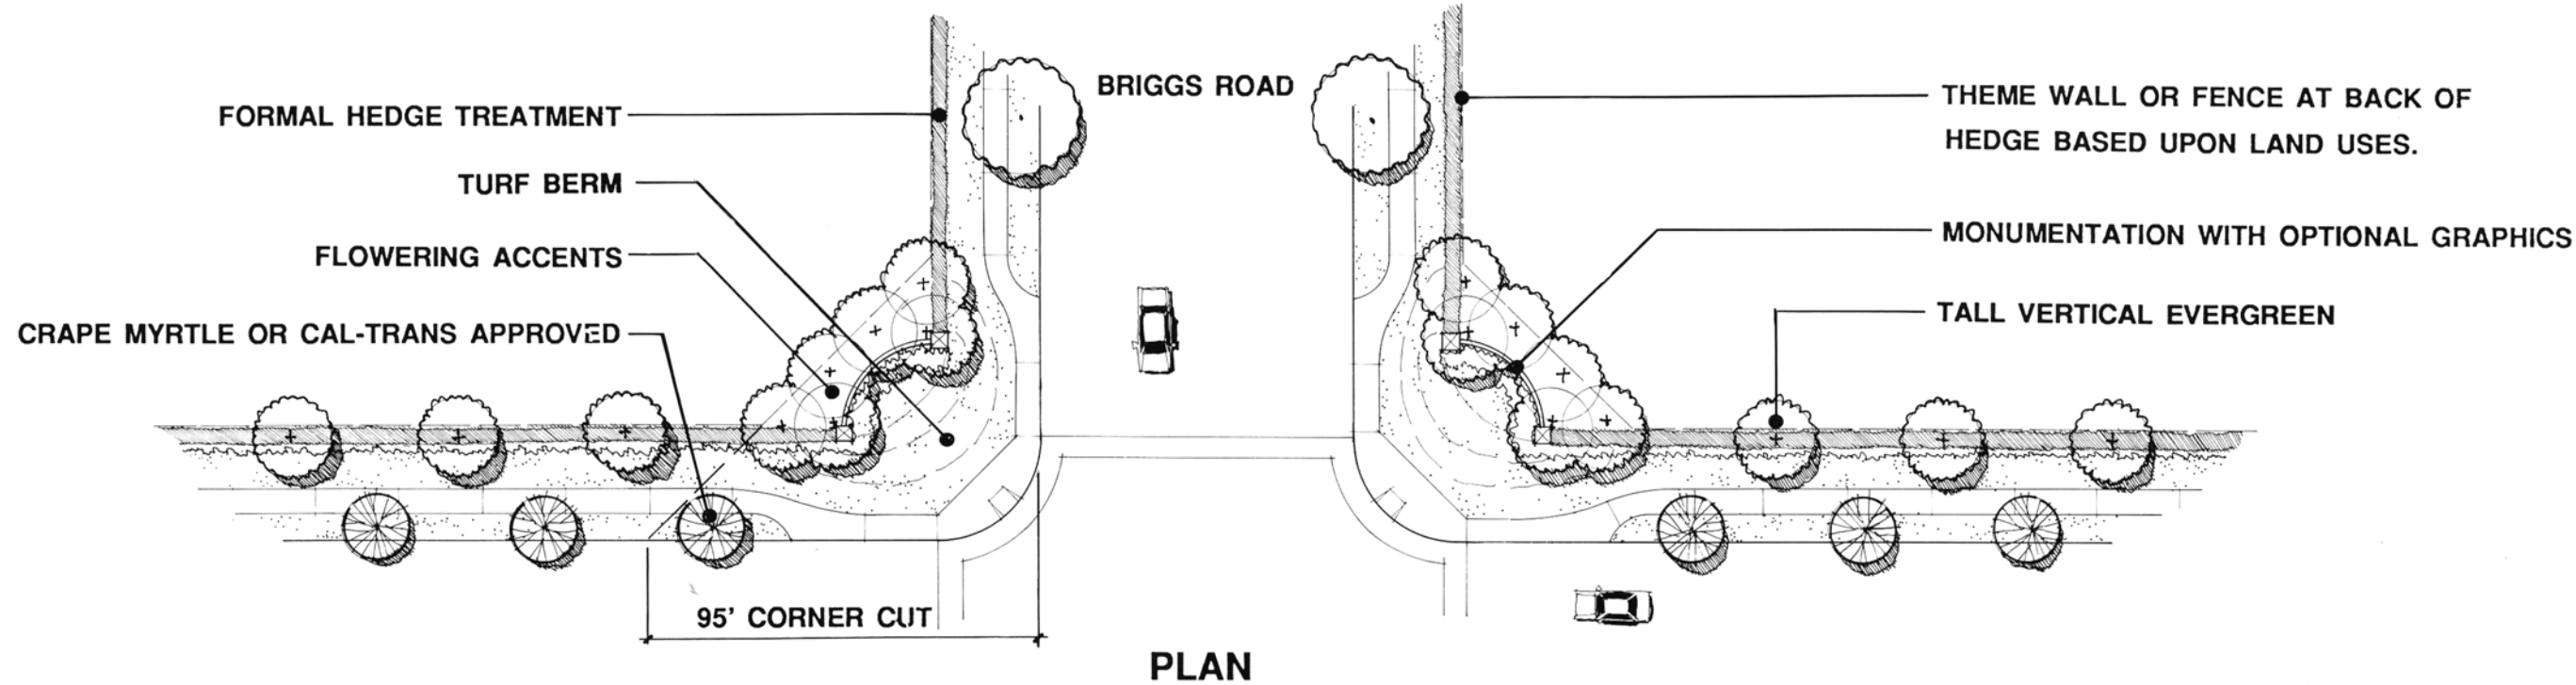 BRIGGS ROAD
FORMAL HEDGE TREATMENT
TURF BERM
FLOWERING ACCENTS
CRAPE MYRTLE OR CAL-TRANS APPROVED
THEME WALL OR FENCE AT BACK OF
HEDGE BASED UPON LAND USES.
MONUMENTATION WITH OPTIONAL GRAPHICS
TALL VERTICAL EVERGREEN
95' CORNER CUT
PLAN